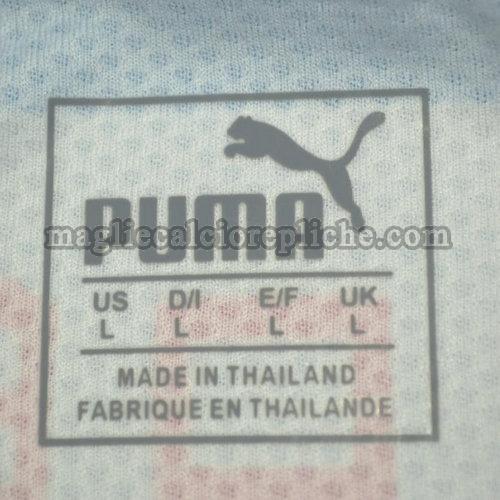 PUMA
magliecalciorepliche.com
US D/I E/F UK
L L L L
MADE IN THAILAND
FABRIQUE EN THAILANDE